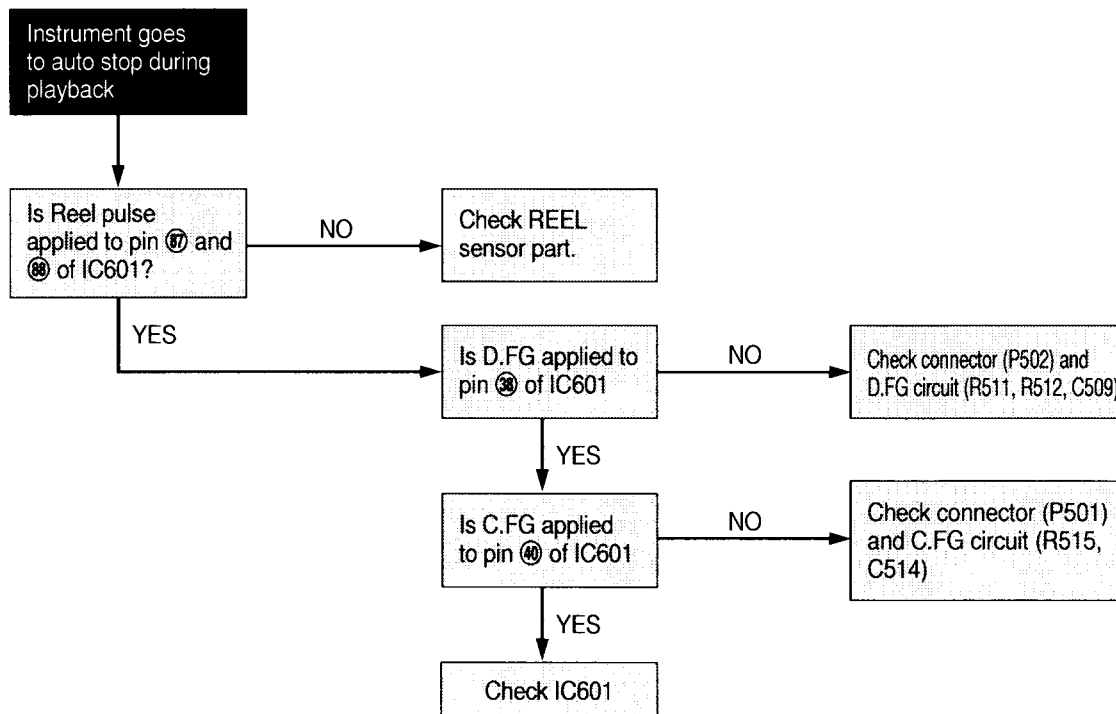 Instrument goes
to auto stop during
playback
Is Reel pulse
applied to pin ㊇ and
of IC601?
NO
Check REEL
sensor part.
YES
Is D.FG applied to
pin ㊳ of IC601
NO
Check connector (P502) and
D.FG circuit (R511, R512, C509)
YES
Is C.FG applied
to pin ㊵ of IC601
NO
Check connector (P501)
and C.FG circuit (R515,
C514)
YES
Check IC601